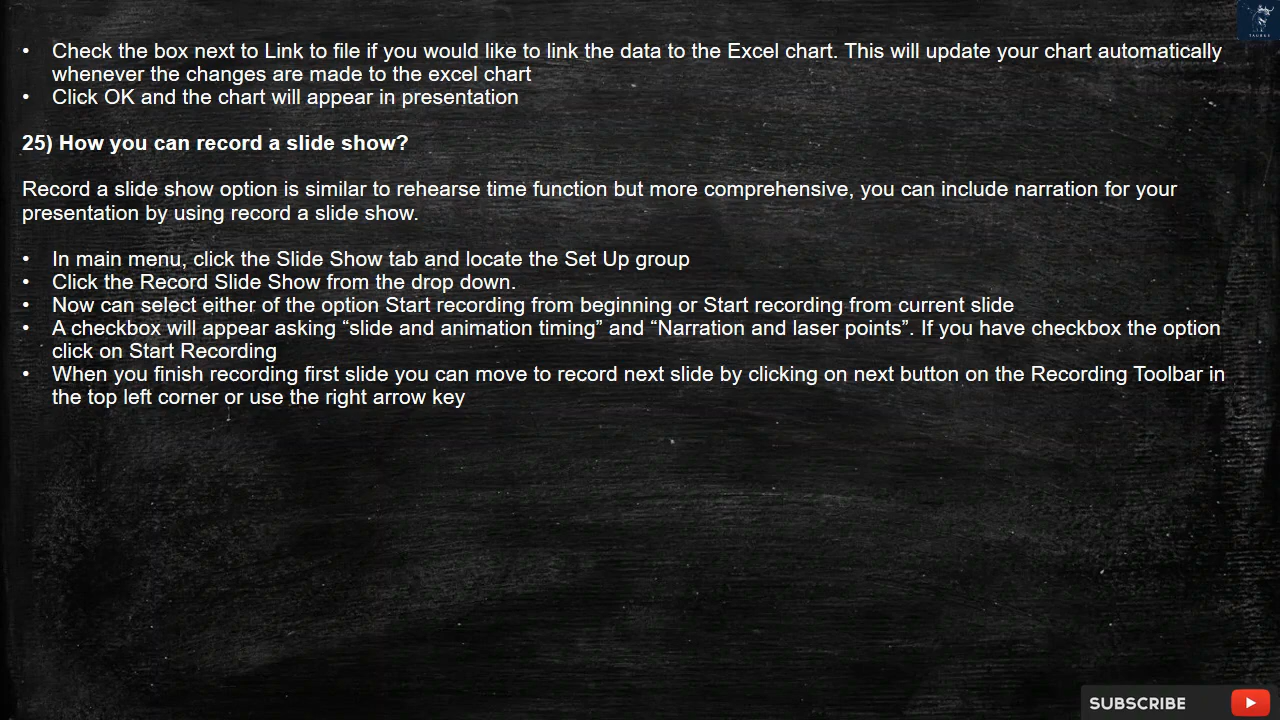 • Check the box next to Link to file if you would like to link the data to the Excel chart. This will update your chart automatically
whenever the changes are made to the excel chart
• Click OK and the chart will appear in presentation
25) How you can record a slide show?
Record a slide show option is similar to rehearse time function but more comprehensive, you can include narration for your
presentation by using record a slide show.
• In main menu, click the Slide Show tab and locate the Set Up group
• Click the Record Slide Show from the drop down.
• Now can select either of the option Start recording from beginning or Start recording from current slide
• A checkbox will appear asking “slide and animation timing” and “Narration and laser points”. If you have checkbox the option
click on Start Recording
• When you finish recording first slide you can move to record next slide by clicking on next button on the Recording Toolbar in
the top left corner or use the right arrow key
TAURUS
SUBSCRIBE